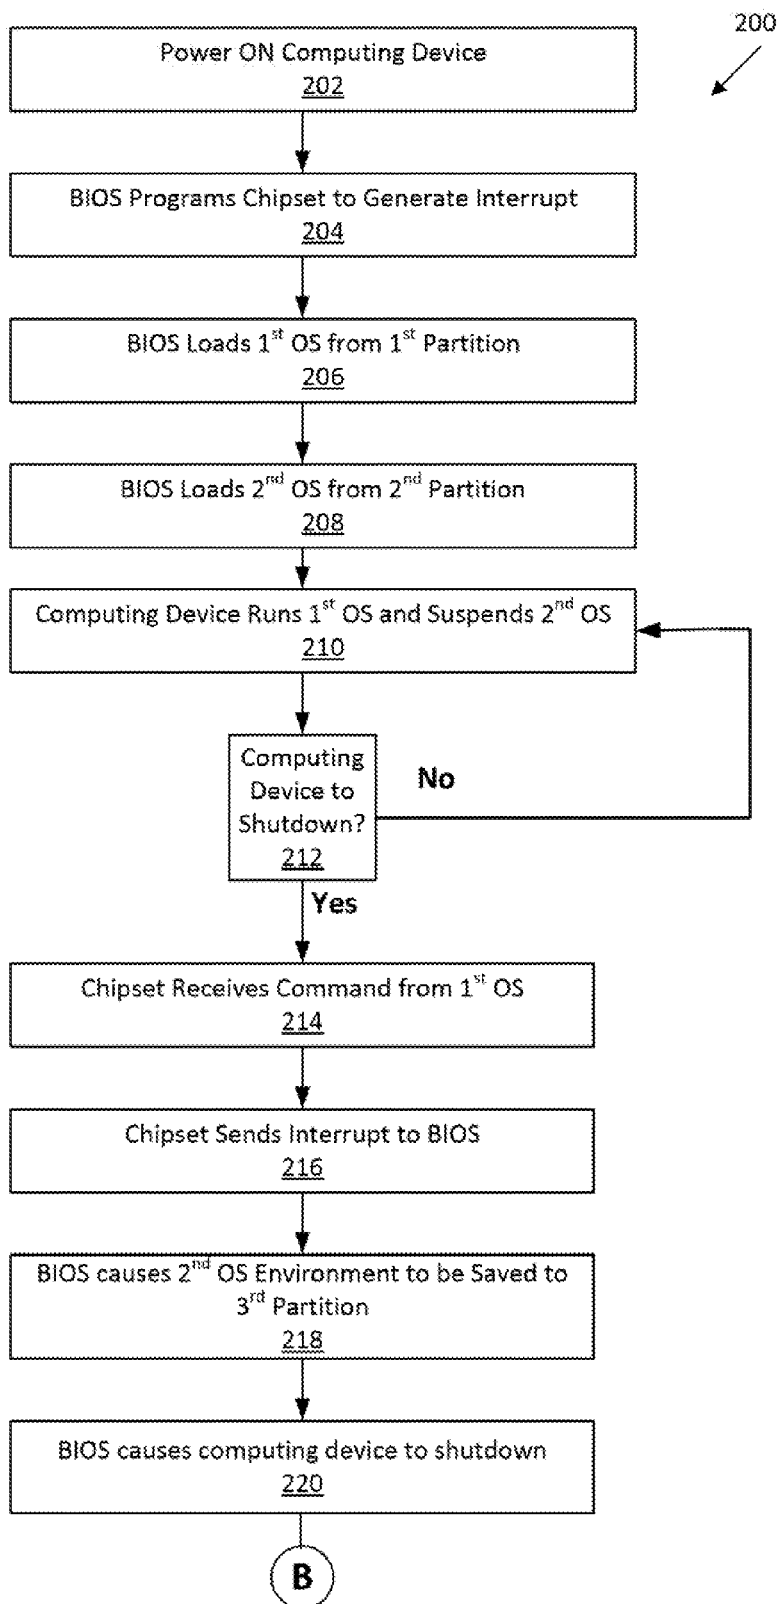 200
Power ON Computing Device
202
BIOS Programs Chipset to Generate Interrupt
204
BIOS Loads 1st OS from 1st Partition
206
BIOS Loads 2nd OS from 2nd Partition
208
Computing Device Runs 1st OS and Suspends 2nd OS
210
Computing
Device to
Shutdown?
212
No
Yes
Chipset Receives Command from 1st OS
214
Chipset Sends Interrupt to BIOS
216
BIOS causes 2nd OS Environment to be Saved to
3rd Partition
218
BIOS causes computing device to shutdown
220
B